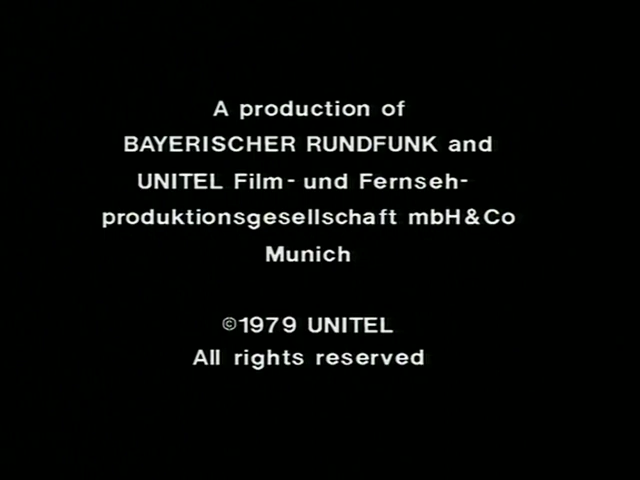 A production of
BAYERISCHER RUNDFUNK and
UNITEL Film- und Fernseh-
produktionsgesellschaft mbH & Co
Munich
©1979 UNITEL
All rights reserved